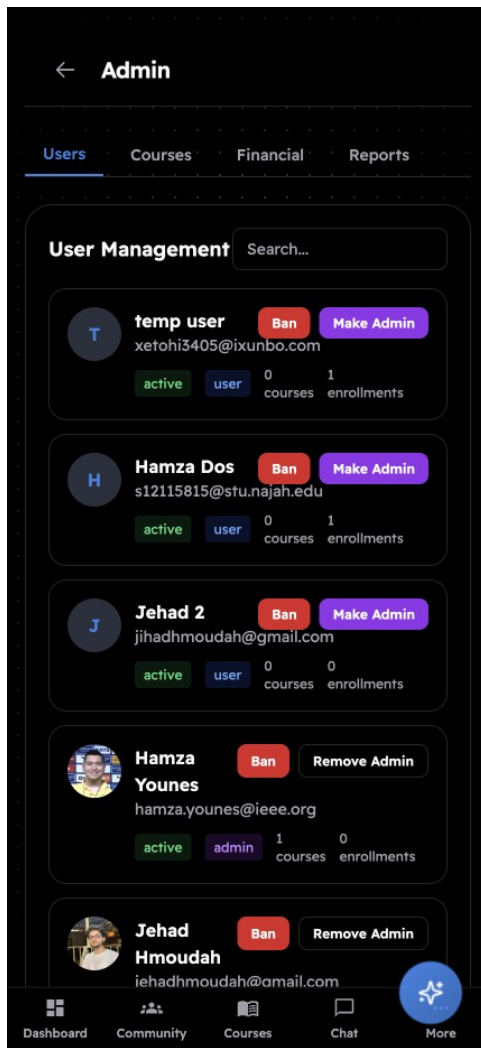 ← Admin
Users Courses Financial Reports
User Management Search...
T
temp user Ban Make Admin
xetohi3405@ixunbo.com
active user 0 courses 1 enrollments
H
Hamza Dos Ban Make Admin
s12115815@stu.najah.edu
active user 0 courses 1 enrollments
J
Jehad 2 Ban Make Admin
jihadhmoudah@gmail.com
active user 0 courses 0 enrollments
Hamza Younes Ban Remove Admin
hamza.younes@ieee.org
active admin 1 courses 0 enrollments
Jehad Hmoudah Ban Remove Admin
jehadhmoudah@gmail.com
Dashboard Community Courses Chat More